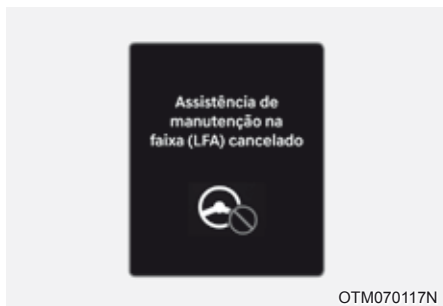 Assistência de
manutenção na
faixa (LFA) cancelado
OTM070117N